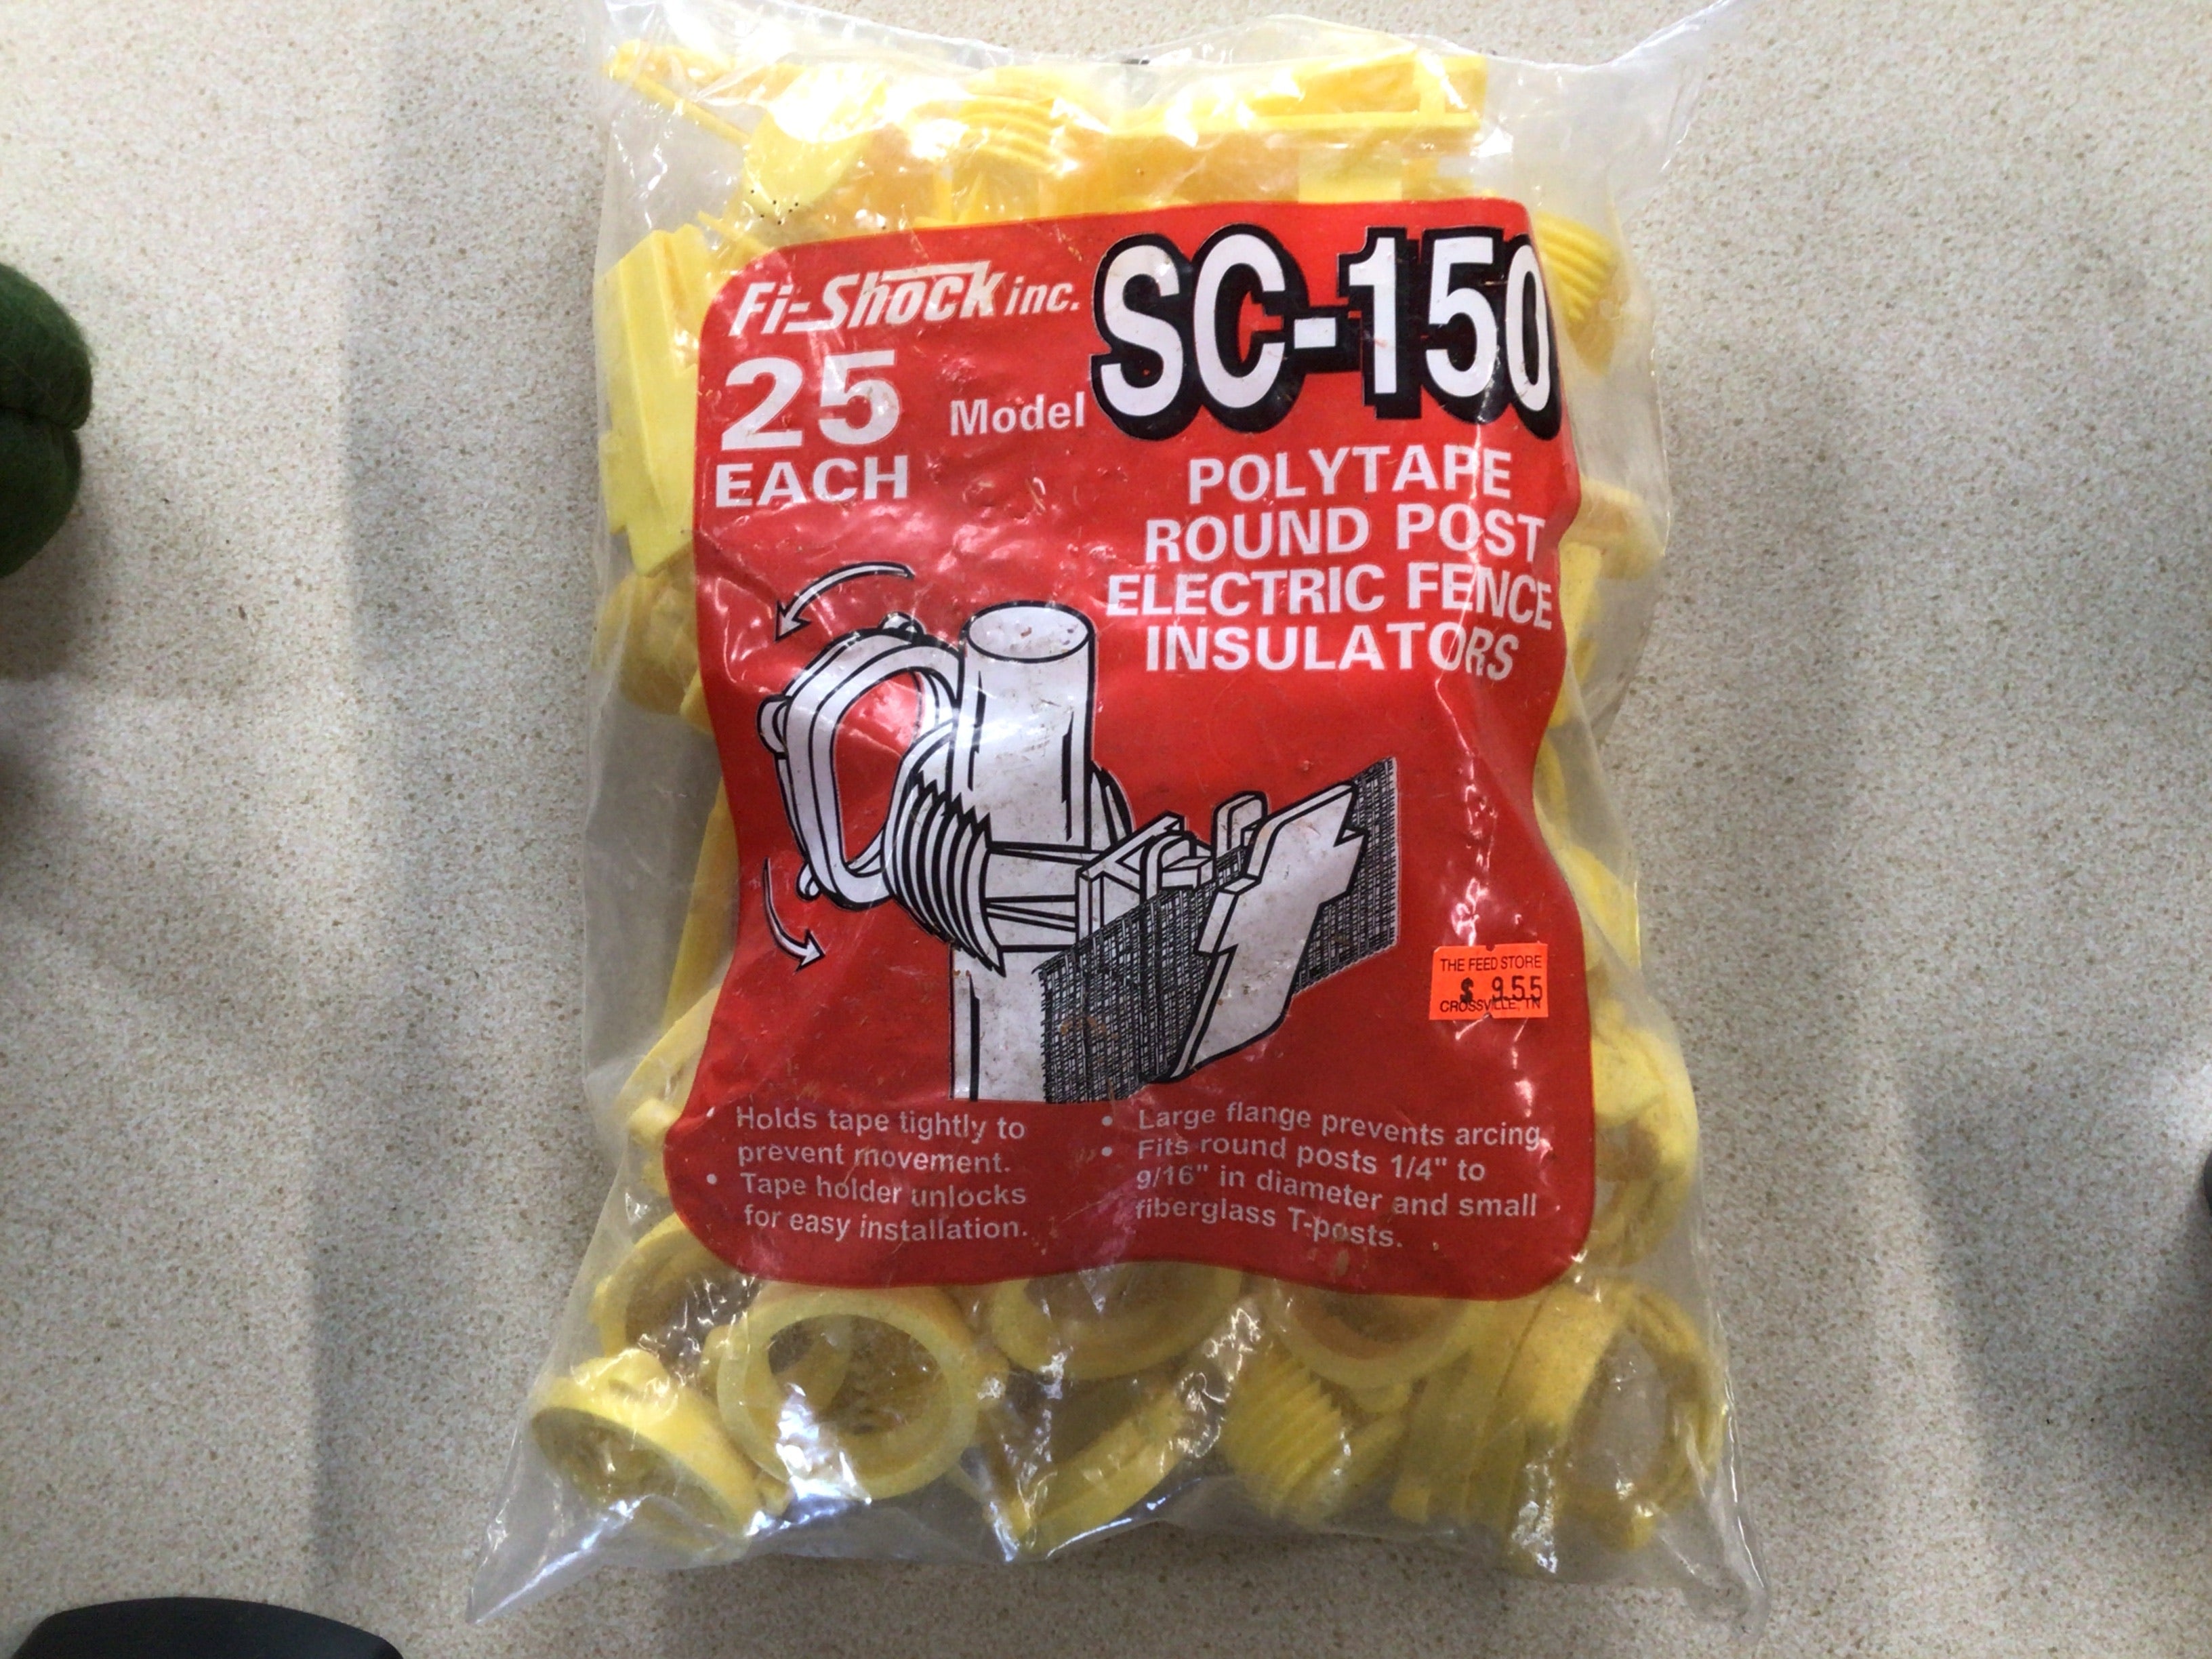 Fi-Shock inc.
SC-150
25
EACH
Model
POLYTAPE
ROUND POST
ELECTRIC FENCE
INSULATORS
THE FEED STORE
$ 9.55
CROSSVILLE, TN
• Holds tape tightly to
prevent movement.
• Tape holder unlocks
for easy installation.
• Large flange prevents arcing.
• Fits round posts 1/4" to
9/16" in diameter and small
fiberglass T-posts.